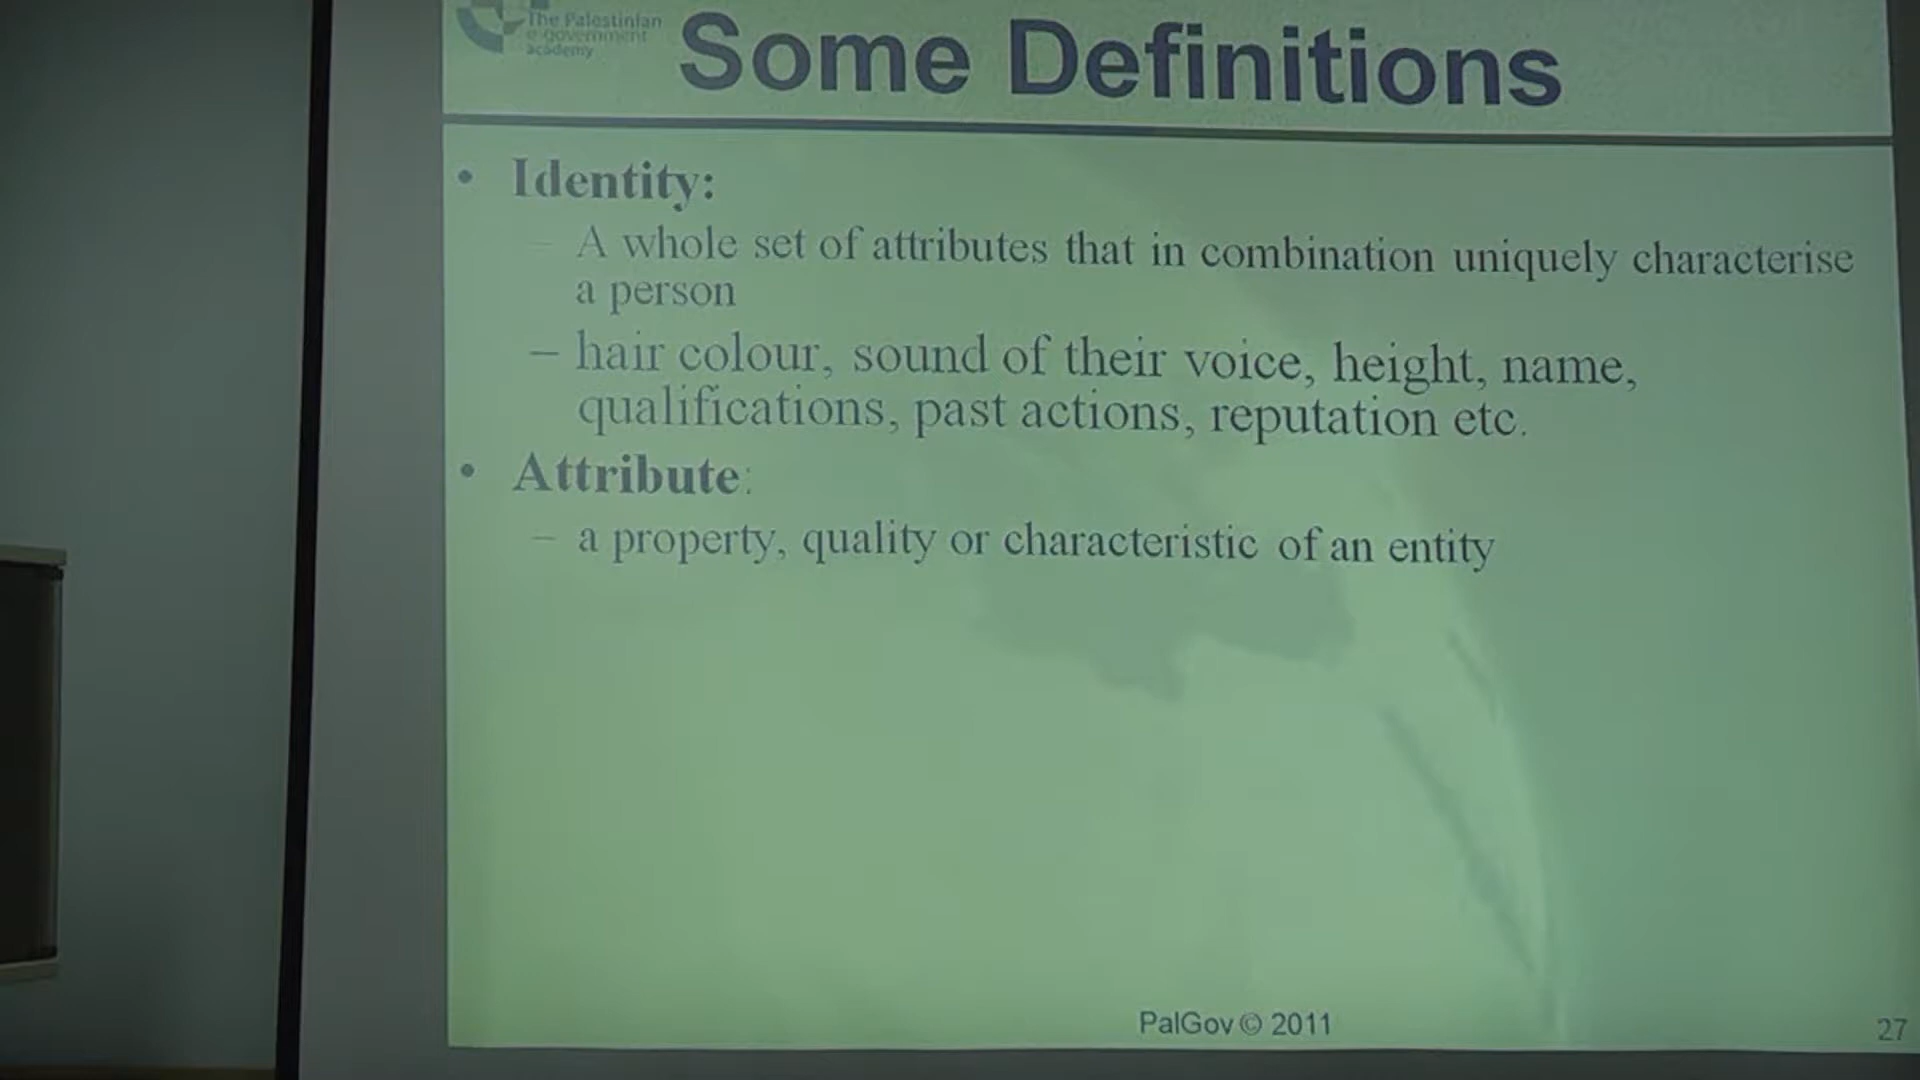 The Palestinian
e-government
academy
Some Definitions
• Identity:
– A whole set of attributes that in combination uniquely characterise
a person
– hair colour, sound of their voice, height, name,
qualifications, past actions, reputation etc.
• Attribute:
– a property, quality or characteristic of an entity
PalGov © 2011
27